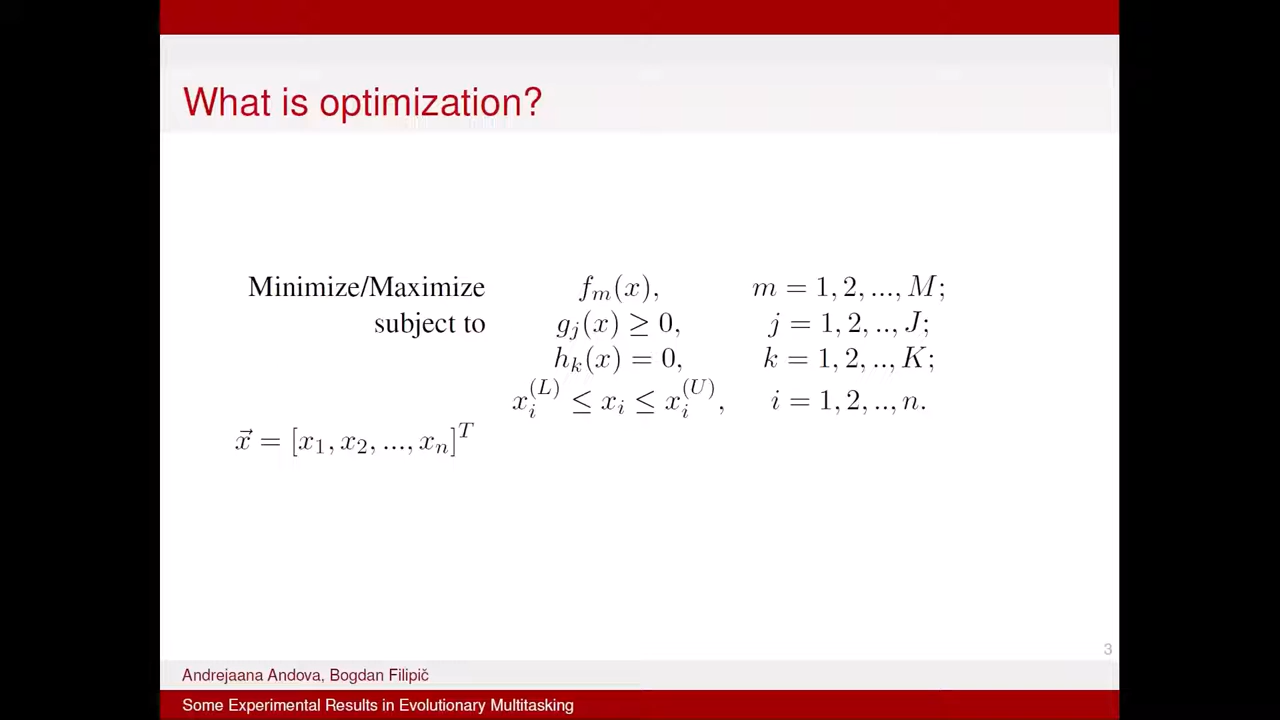 What is optimization?
Minimize/Maximize f_m(x), m = 1, 2, ..., M;
subject to g_j(x) ≥ 0, j = 1, 2, .., J;
h_k(x) = 0, k = 1, 2, .., K;
x_i^{(L)} ≤ x_i ≤ x_i^{(U)}, i = 1, 2, .., n.
x⃗ = [x_1, x_2, ..., x_n]^T
3
Andrejaana Andova, Bogdan Filipič
Some Experimental Results in Evolutionary Multitasking